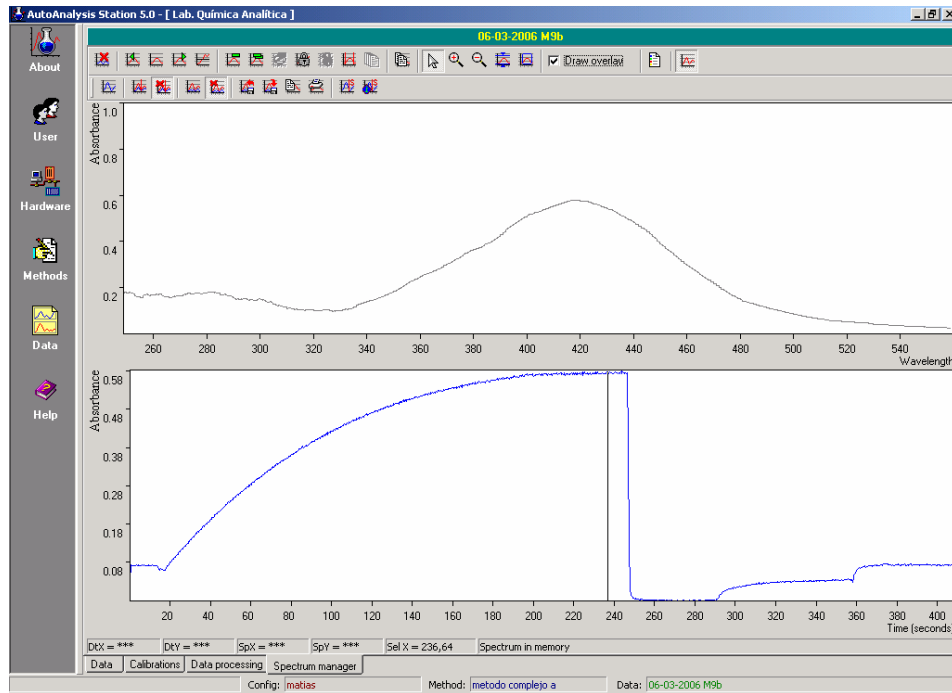 AutoAnalysis Station 5.0 - [ Lab. Química Analítica ]
About
User
Hardware
Methods
Data
Help
06-03-2006 M9b
Draw overlay
Absorbance
1.0
0.8
0.6
0.4
0.2
260 280 300 320 340 360 380 400 420 440 460 480 500 520 540
Wavelength
Absorbance
0.58
0.48
0.38
0.28
0.18
0.08
20 40 60 80 100 120 140 160 180 200 220 240 260 280 300 320 340 360 380 400
Time (seconds)
DtX = *** DtY = *** SpX = *** SpY = *** Sel X = 236,64 Spectrum in memory
Data Calibrations Data processing Spectrum manager
Config: matias Method: metodo complejo a Data: 06-03-2006 M9b